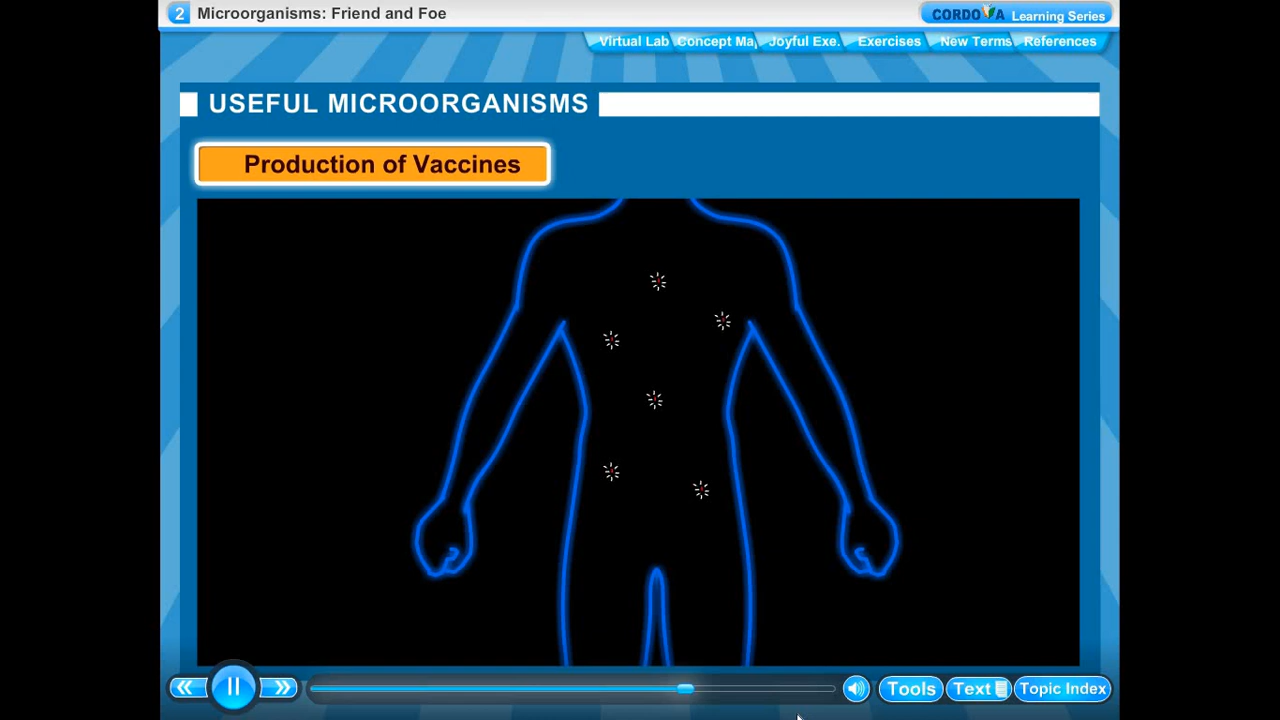 2 Microorganisms: Friend and Foe
CORDOVA Learning Series
Virtual Lab Concept Ma Joyful Exe. Exercises New Terms References
USEFUL MICROORGANISMS
Production of Vaccines
Tools Text Topic Index